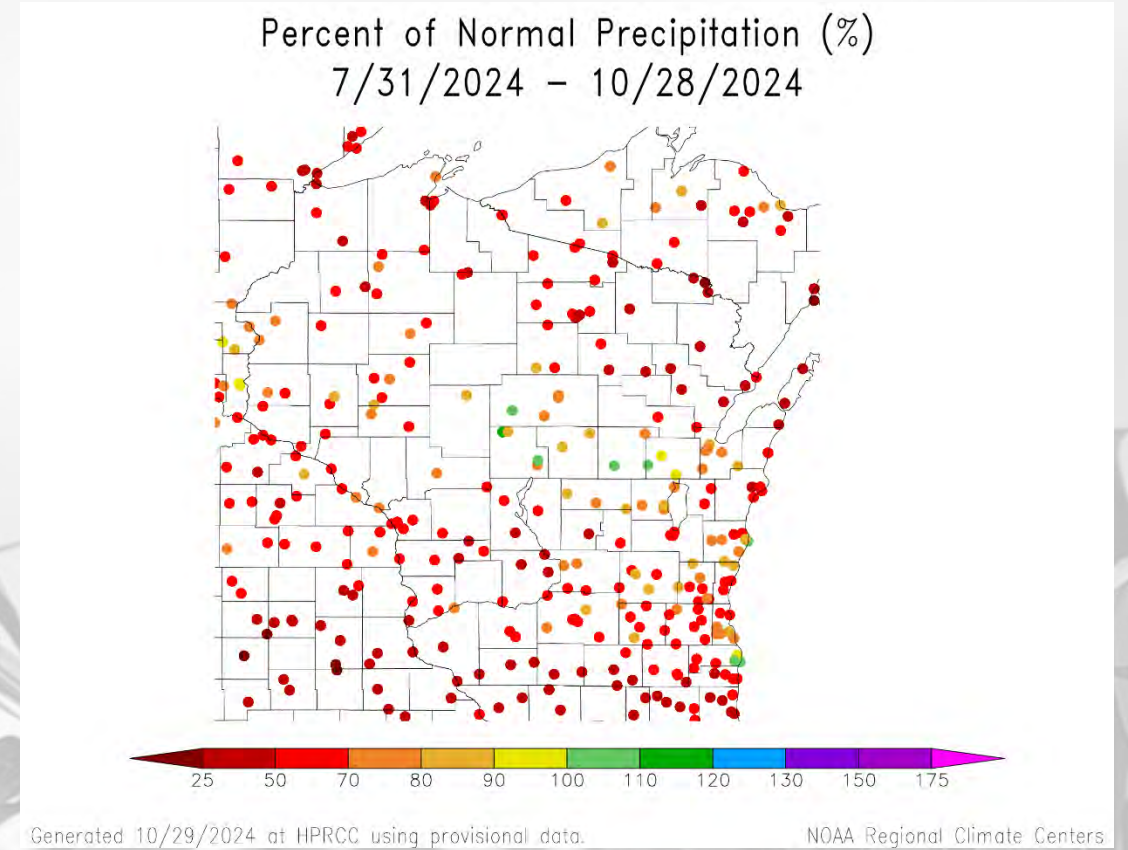 Percent of Normal Precipitation (%)
7/31/2024 – 10/28/2024
25 50 70 80 90 100 110 120 130 150 175
Generated 10/29/2024 at HPRCC using provisional data.
NOAA Regional Climate Centers